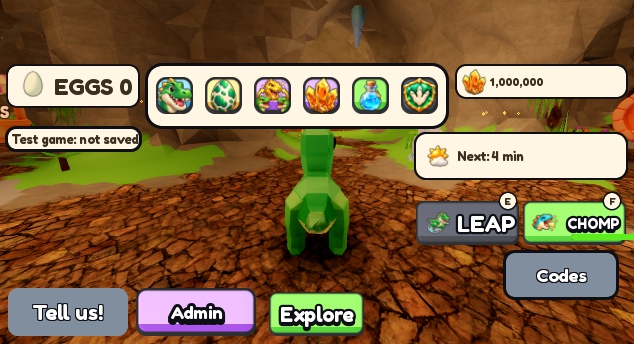 EGGS 0
1,000,000
S
Test game: not saved
Next: 4 min
E
F
LEAP
CHOMP
Codes
Tell us!
Admin
Explore